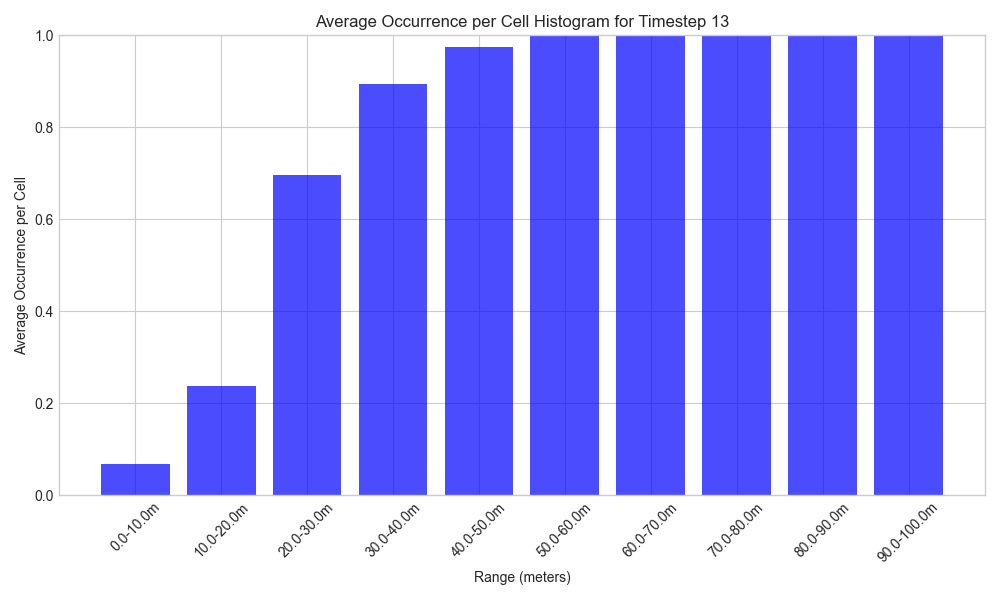 Average Occurrence per Cell Histogram for Timestep 13
1.0
0.8
0.6
0.4
0.2
0.0
Average Occurrence per Cell
0.0-10.0m
10.0-20.0m
20.0-30.0m
30.0-40.0m
40.0-50.0m
50.0-60.0m
60.0-70.0m
70.0-80.0m
80.0-90.0m
90.0-100.0m
Range (meters)